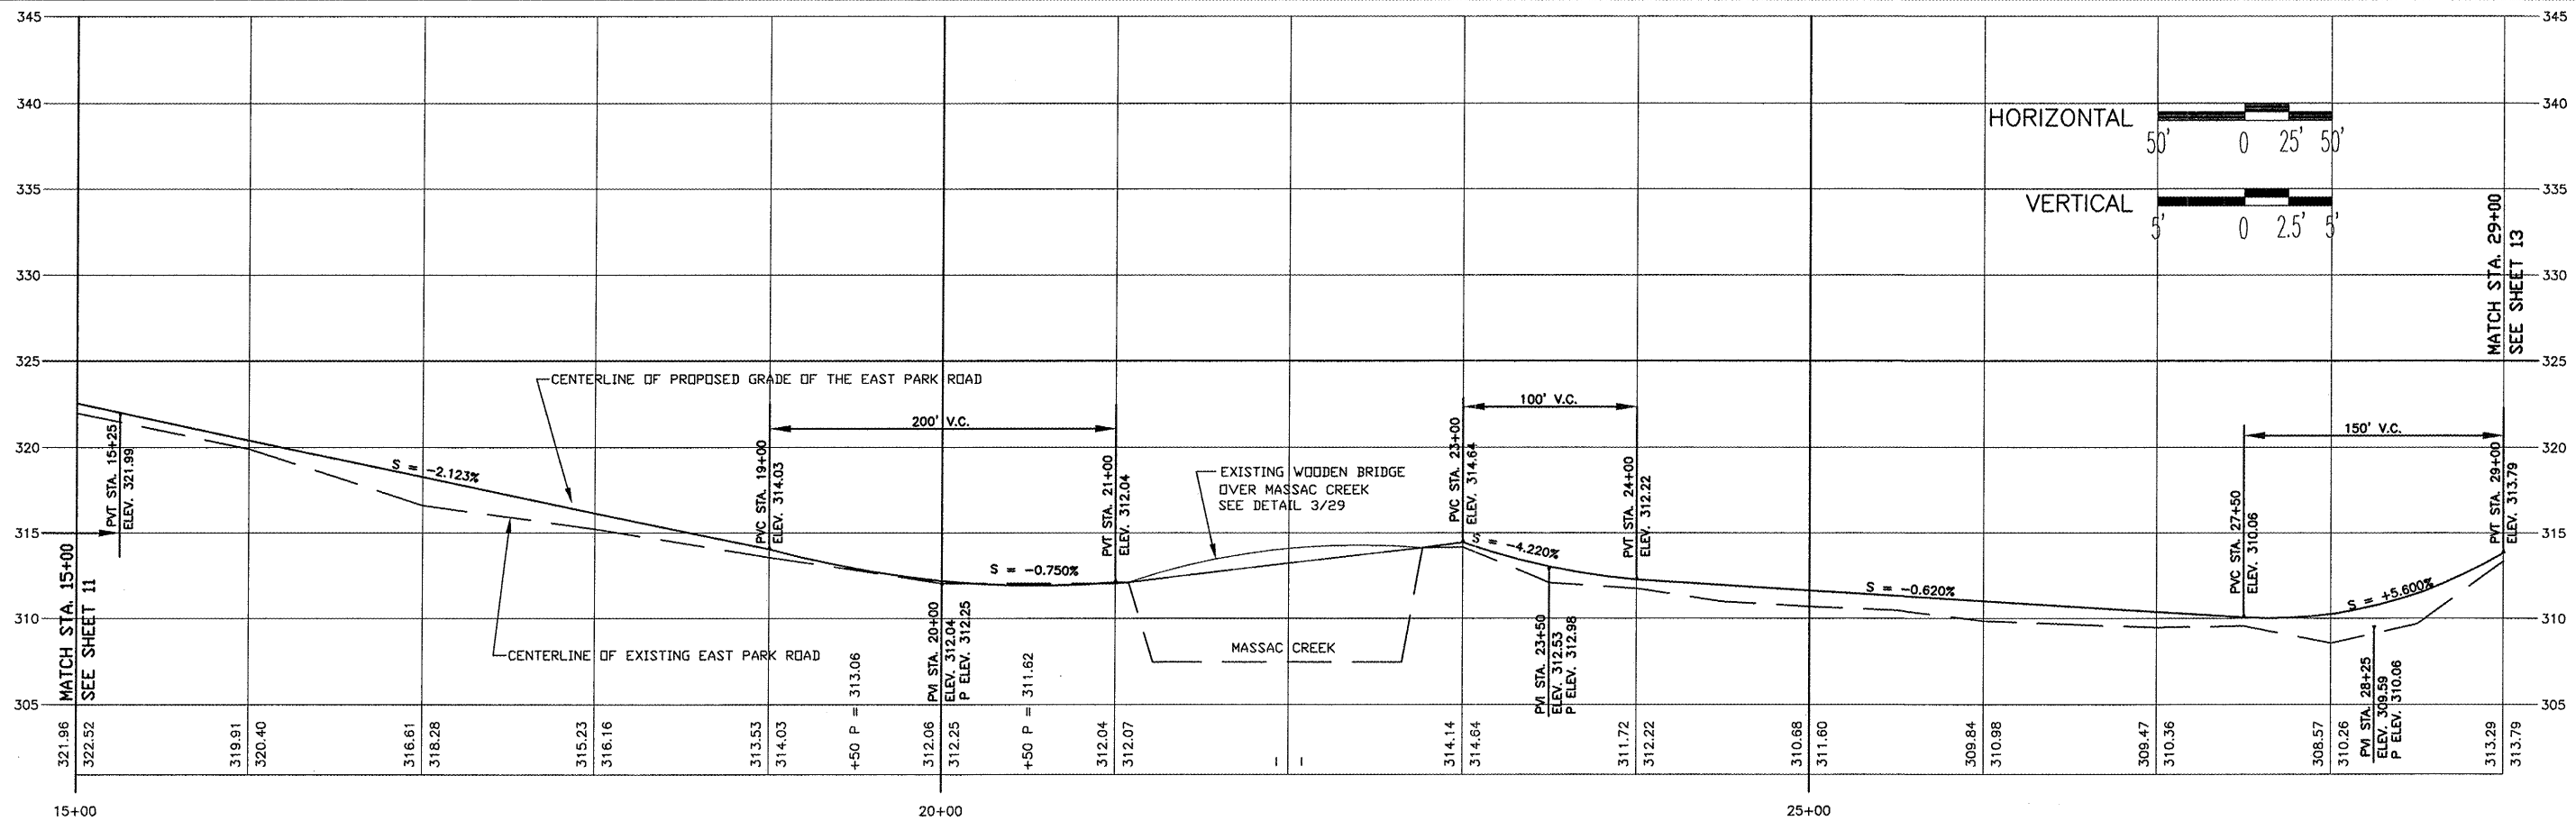 345
345
340
340
335
335
330
330
325
325
320
320
315
315
310
310
305
305
HORIZONTAL
50' 0 25' 50'
VERTICAL
5' 0 2.5' 5'
MATCH STA. 15+00
SEE SHEET 11
PVT STA. 15+25
ELEV. 321.99
S = -2.123%
CENTERLINE OF PROPOSED GRADE OF THE EAST PARK ROAD
CENTERLINE OF EXISTING EAST PARK ROAD
200' V.C.
PVC STA. 19+00
ELEV. 314.03
PVI STA. 20+00
ELEV. 312.04
P ELEV. 312.25
S = -0.750%
PVT STA. 21+00
ELEV. 312.04
EXISTING WOODEN BRIDGE
OVER MASSAC CREEK
SEE DETAIL 3/29
MASSAC CREEK
100' V.C.
PVC STA. 23+00
ELEV. 314.64
S = -4.220%
PVI STA. 23+50
ELEV. 312.53
P ELEV. 312.98
PVT STA. 24+00
ELEV. 312.22
S = -0.620%
150' V.C.
PVC STA. 27+50
ELEV. 310.06
S = +5.600%
PVI STA. 28+25
ELEV. 309.59
P ELEV. 310.06
PVT STA. 29+00
ELEV. 313.79
MATCH STA. 29+00
SEE SHEET 13
321.96
322.52
319.91
320.40
316.61
318.28
315.23
316.16
313.53
314.03
+50 P = 313.06
312.06
312.25
+50 P = 311.62
312.04
312.07
-
-
314.14
314.64
311.72
312.22
310.68
311.60
309.84
310.98
309.47
310.36
308.57
310.26
313.29
313.79
15+00
20+00
25+00